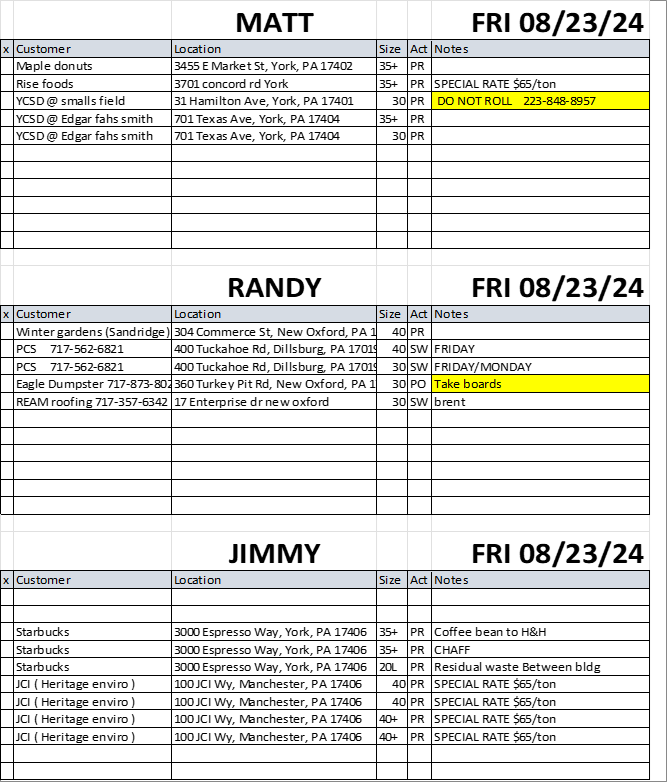 MATT FRI 08/23/24
x Customer Location Size Act Notes
Maple donuts 3455 E Market St, York, PA 17402 35+ PR
Rise foods 3701 concord rd York 35+ PR SPECIAL RATE $65/ton
YCSD @ smalls field 31 Hamilton Ave, York, PA 17401 30 PR DO NOT ROLL 223-848-8957
YCSD @ Edgar fahs smith 701 Texas Ave, York, PA 17404 35+ PR
YCSD @ Edgar fahs smith 701 Texas Ave, York, PA 17404 30 PR
RANDY FRI 08/23/24
x Customer Location Size Act Notes
Winter gardens (Sandridge) 304 Commerce St, New Oxford, PA 1 40 PR
PCS 717-562-6821 400 Tuckahoe Rd, Dillsburg, PA 17019 40 SW FRIDAY
PCS 717-562-6821 400 Tuckahoe Rd, Dillsburg, PA 17019 30 SW FRIDAY/MONDAY
Eagle Dumpster 717-873-802 360 Turkey Pit Rd, New Oxford, PA 1 30 PO Take boards
REAM roofing 717-357-6342 17 Enterprise dr new oxford 30 SW brent
JIMMY FRI 08/23/24
x Customer Location Size Act Notes
Starbucks 3000 Espresso Way, York, PA 17406 35+ PR Coffee bean to H&H
Starbucks 3000 Espresso Way, York, PA 17406 35+ PR CHAFF
Starbucks 3000 Espresso Way, York, PA 17406 20L PR Residual waste Between bldg
JCI ( Heritage enviro ) 100 JCI Wy, Manchester, PA 17406 40 PR SPECIAL RATE $65/ton
JCI ( Heritage enviro ) 100 JCI Wy, Manchester, PA 17406 40 PR SPECIAL RATE $65/ton
JCI ( Heritage enviro ) 100 JCI Wy, Manchester, PA 17406 40+ PR SPECIAL RATE $65/ton
JCI ( Heritage enviro ) 100 JCI Wy, Manchester, PA 17406 40+ PR SPECIAL RATE $65/ton